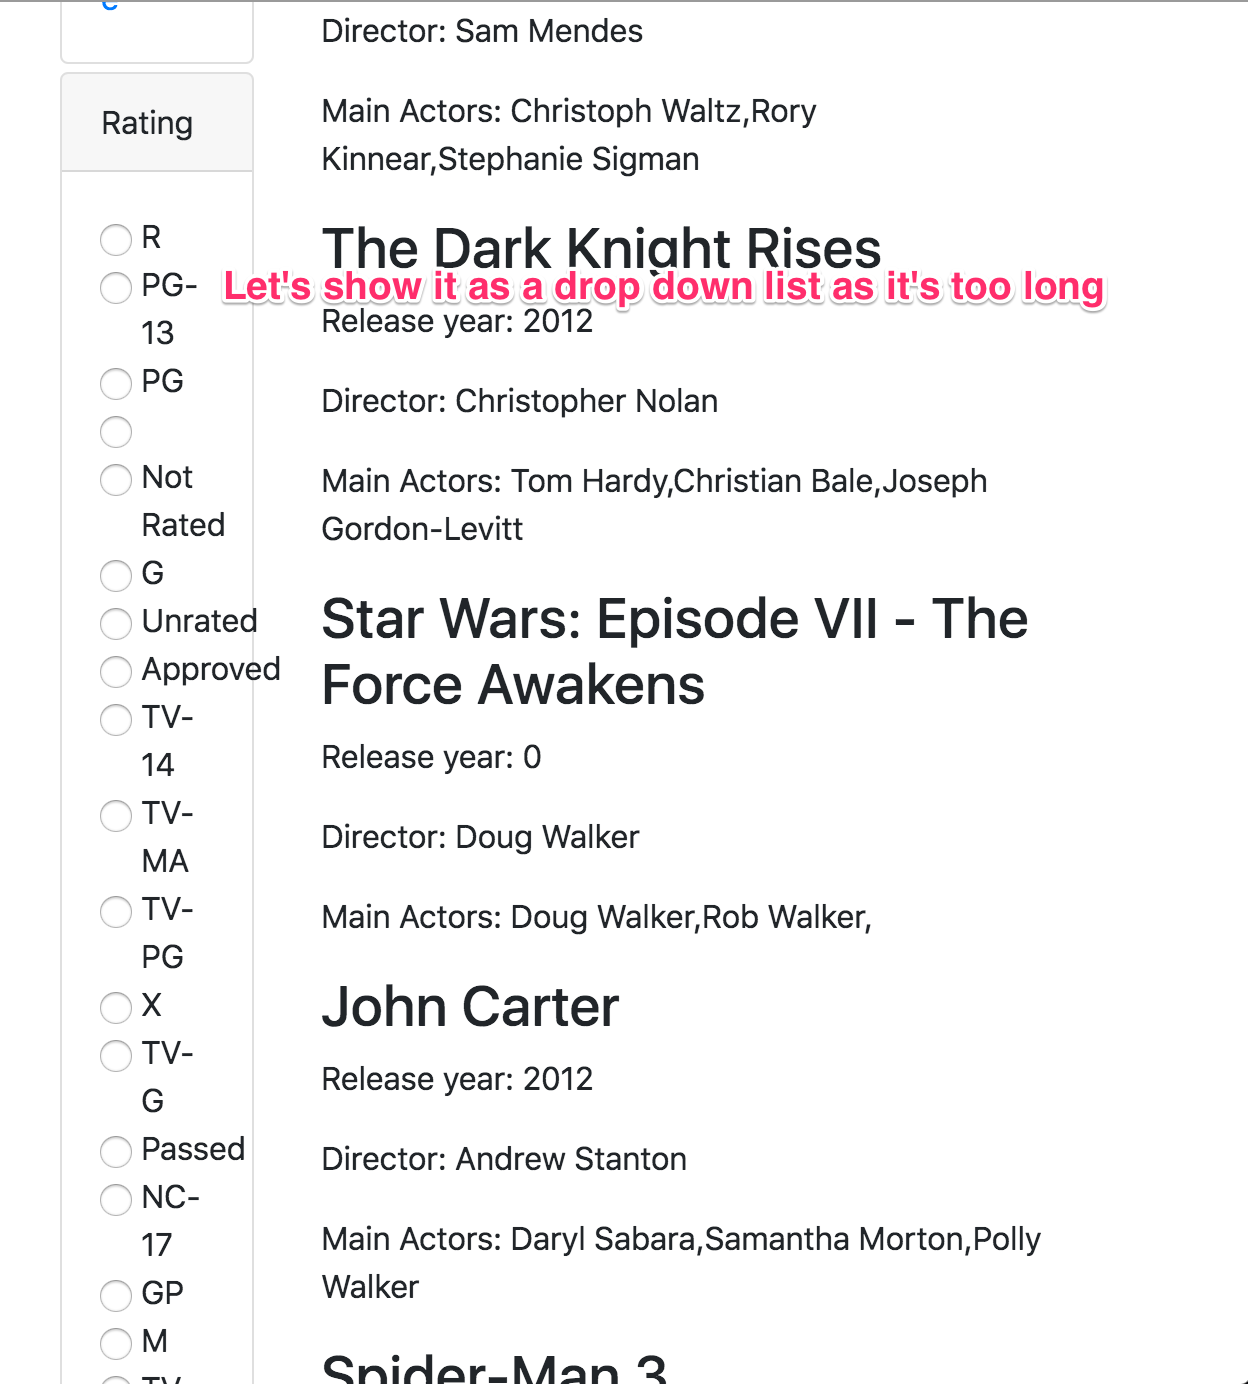 Rating
R
PG-
13
PG
Not
Rated
G
Unrated
Approved
TV-
14
TV-
MA
TV-
PG
X
TV-
G
Passed
NC-
17
GP
M
TV-
Director: Sam Mendes
Main Actors: Christoph Waltz,Rory
Kinnear,Stephanie Sigman
The Dark Knight Rises
Let's show it as a drop down list as it's too long
Release year: 2012
Director: Christopher Nolan
Main Actors: Tom Hardy,Christian Bale,Joseph
Gordon-Levitt
Star Wars: Episode VII - The
Force Awakens
Release year: 0
Director: Doug Walker
Main Actors: Doug Walker,Rob Walker,
John Carter
Release year: 2012
Director: Andrew Stanton
Main Actors: Daryl Sabara,Samantha Morton,Polly
Walker
Spider-Man 3